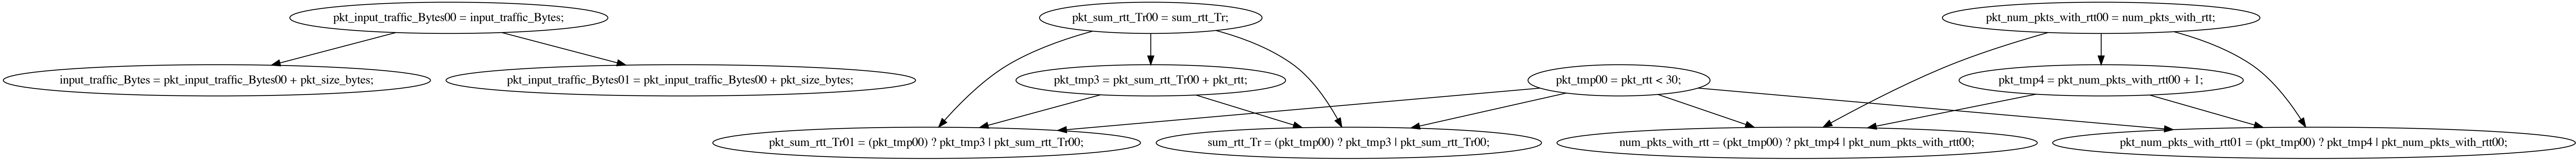 pkt_input_traffic_Bytes00 = input_traffic_Bytes;
pkt_sum_rtt_Tr00 = sum_rtt_Tr;
pkt_num_pkts_with_rtt00 = num_pkts_with_rtt;
input_traffic_Bytes = pkt_input_traffic_Bytes00 + pkt_size_bytes;
pkt_input_traffic_Bytes01 = pkt_input_traffic_Bytes00 + pkt_size_bytes;
pkt_tmp3 = pkt_sum_rtt_Tr00 + pkt_rtt;
pkt_tmp00 = pkt_rtt < 30;
pkt_tmp4 = pkt_num_pkts_with_rtt00 + 1;
pkt_sum_rtt_Tr01 = (pkt_tmp00) ? pkt_tmp3 | pkt_sum_rtt_Tr00;
sum_rtt_Tr = (pkt_tmp00) ? pkt_tmp3 | pkt_sum_rtt_Tr00;
num_pkts_with_rtt = (pkt_tmp00) ? pkt_tmp4 | pkt_num_pkts_with_rtt00;
pkt_num_pkts_with_rtt01 = (pkt_tmp00) ? pkt_tmp4 | pkt_num_pkts_with_rtt00;